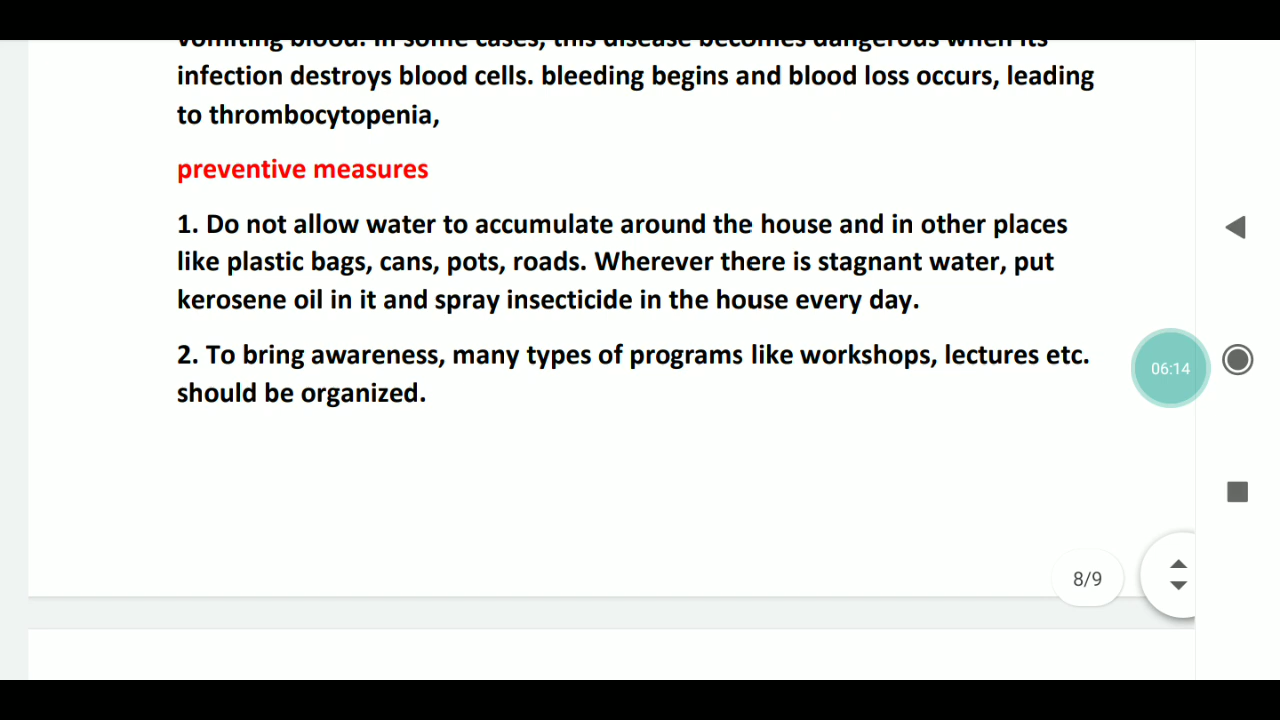 vomiting blood. In some cases, this disease becomes dangerous when its
infection destroys blood cells. bleeding begins and blood loss occurs, leading
to thrombocytopenia,
preventive measures
1. Do not allow water to accumulate around the house and in other places
like plastic bags, cans, pots, roads. Wherever there is stagnant water, put
kerosene oil in it and spray insecticide in the house every day.
2. To bring awareness, many types of programs like workshops, lectures etc.
should be organized.
06:14
8/9